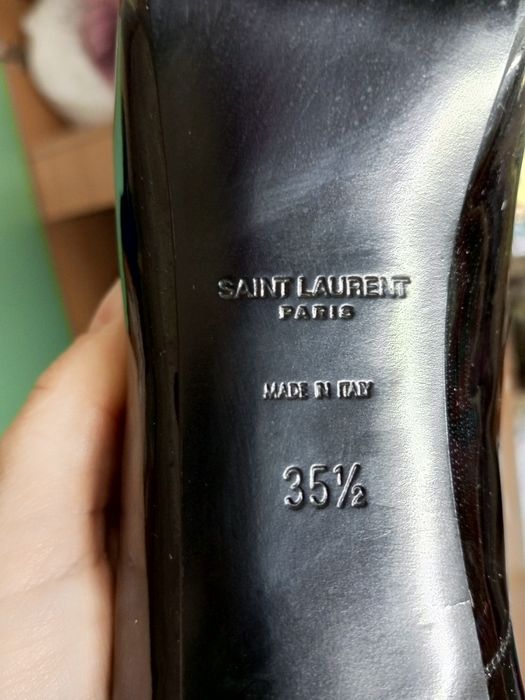 SAINT LAURENT
PARIS
MADE IN ITALY
35½